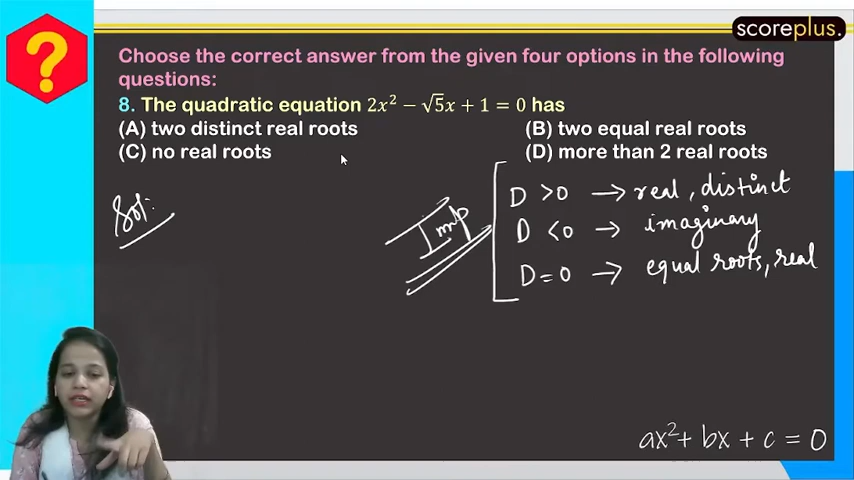 scoreplus.
?
Choose the correct answer from the given four options in the following
questions:
8. The quadratic equation 2x² − √5x + 1 = 0 has
(A) two distinct real roots (B) two equal real roots
(C) no real roots (D) more than 2 real roots
Sol:
Imp
D > 0 → real, distinct
D < 0 → imaginary
D = 0 → equal roots, real
ax² + bx + c = 0